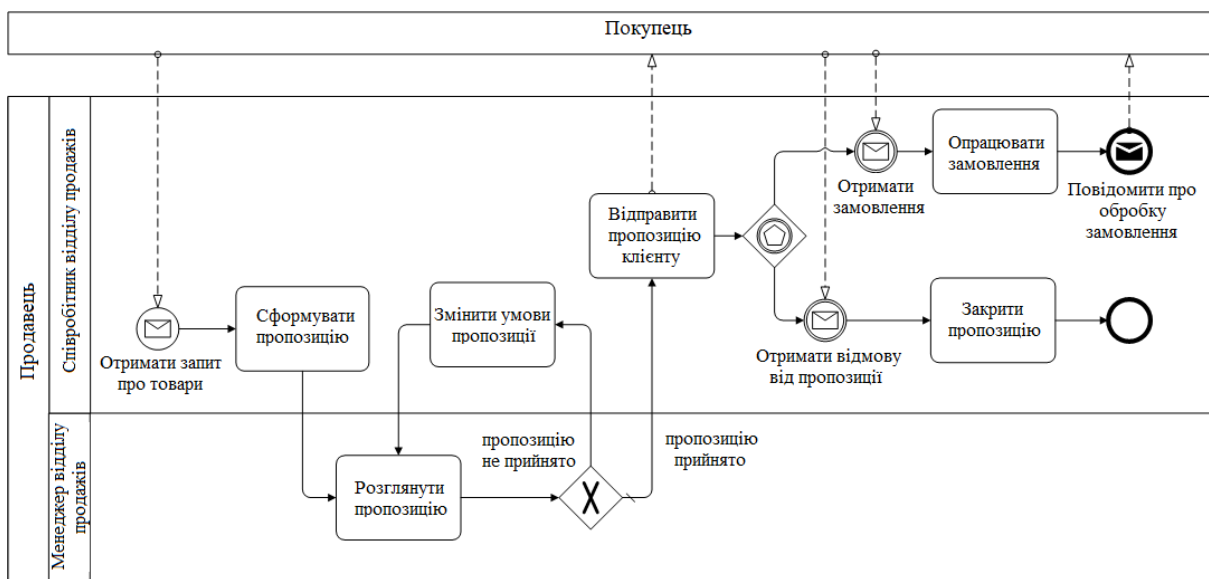 Покупець
Продавець
Співробітник відділу продажів
Отримати запит
про товари
Сформувати
пропозицію
Змінити умови
пропозиції
Відправити
пропозицію
клієнту
Отримати
замовлення
Опрацювати
замовлення
Повідомити про
обробку
замовлення
Отримати відмову
від пропозиції
Закрити
пропозицію
Менеджер відділу
продажів
Розглянути
пропозицію
пропозицію
не прийнято
пропозицію
прийнято